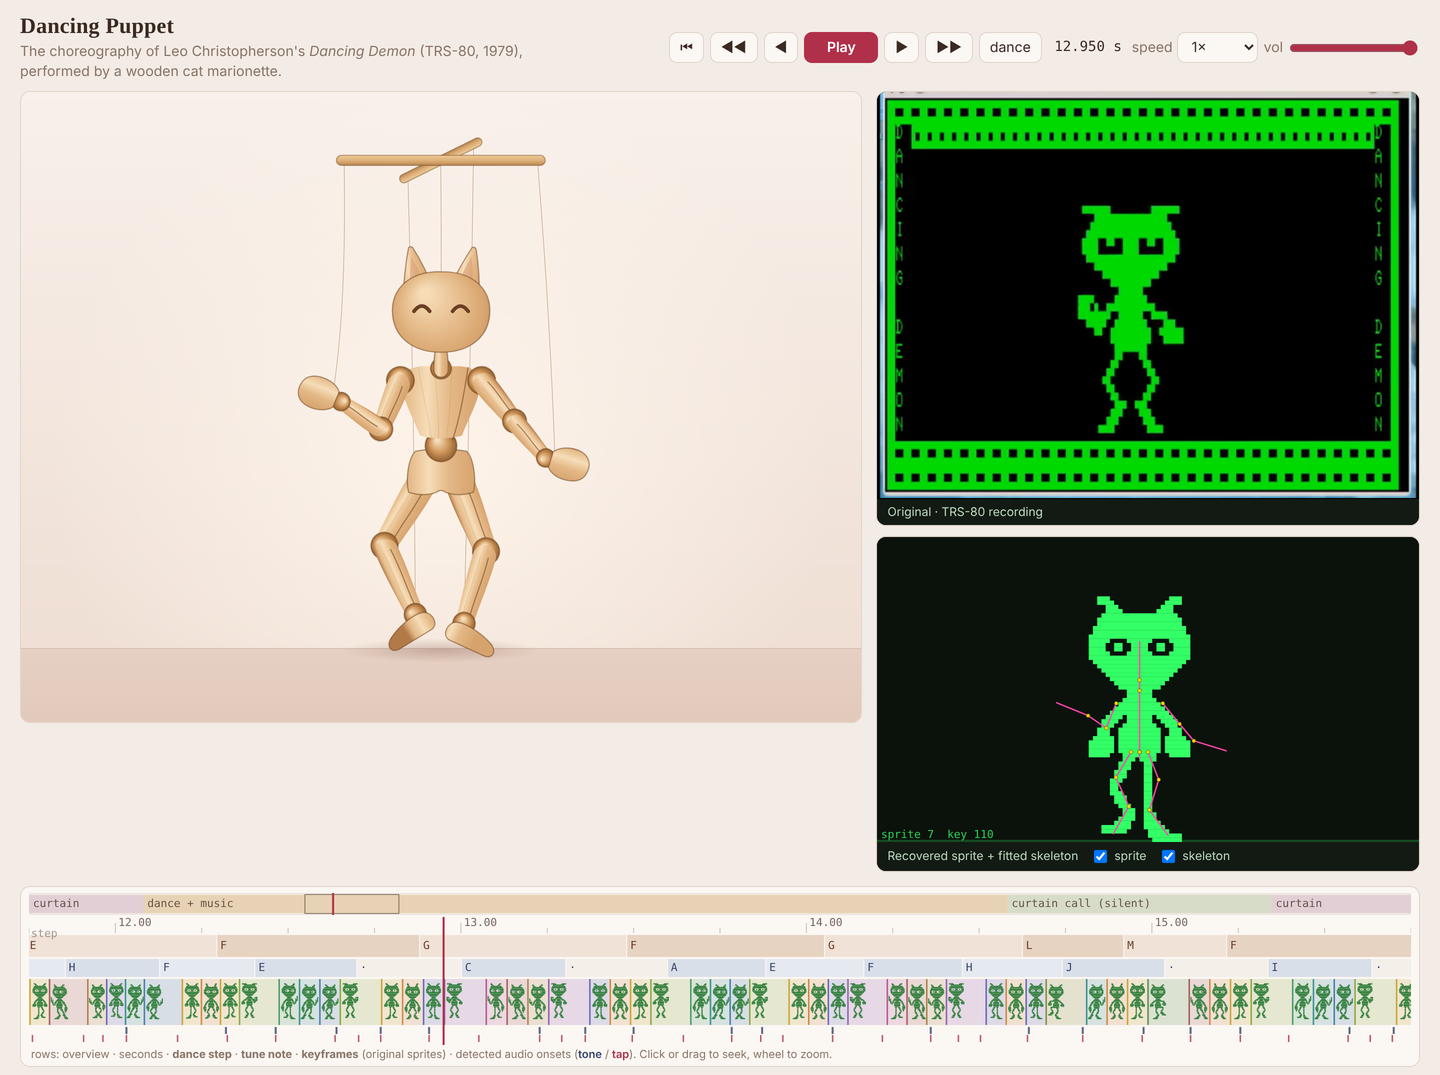 Dancing Puppet
The choreography of Leo Christopherson's Dancing Demon (TRS-80, 1979),
performed by a wooden cat marionette.
Play
dance
12.950 s
speed
1×
vol
DANCING DEMON
DANCING DEMON
Original · TRS-80 recording
sprite 7 key 110
Recovered sprite + fitted skeleton
sprite
skeleton
curtain
dance + music
curtain call (silent)
curtain
12.00
13.00
14.00
15.00
step
E F G F G L M F
H F E · C · A E F H J · I ·
rows: overview · seconds · dance step · tune note · keyframes (original sprites) · detected audio onsets (tone / tap). Click or drag to seek, wheel to zoom.